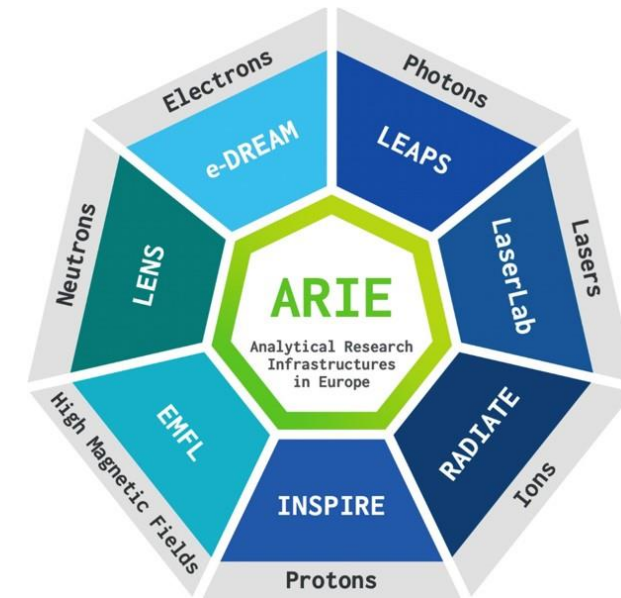 Electrons
e-DREAM
Photons
LEAPS
Lasers
LaserLab
Ions
RADIATE
Protons
INSPIRE
High Magnetic Fields
EMFL
Neutrons
LENS
ARIE
Analytical Research
Infrastructures
in Europe